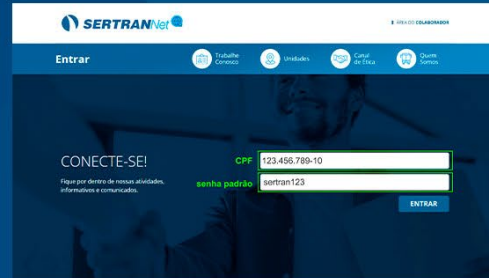 SERTRANNet
ÁREA DO COLABORADOR
Entrar
Trabalhe
Conosco
Unidades
Canal
de Ética
Quem
Somos
CONECTE-SE!
Fique por dentro de nossas atividades,
informativos e comunicados.
CPF 123.456.789-10
senha padrão sertran123
ENTRAR